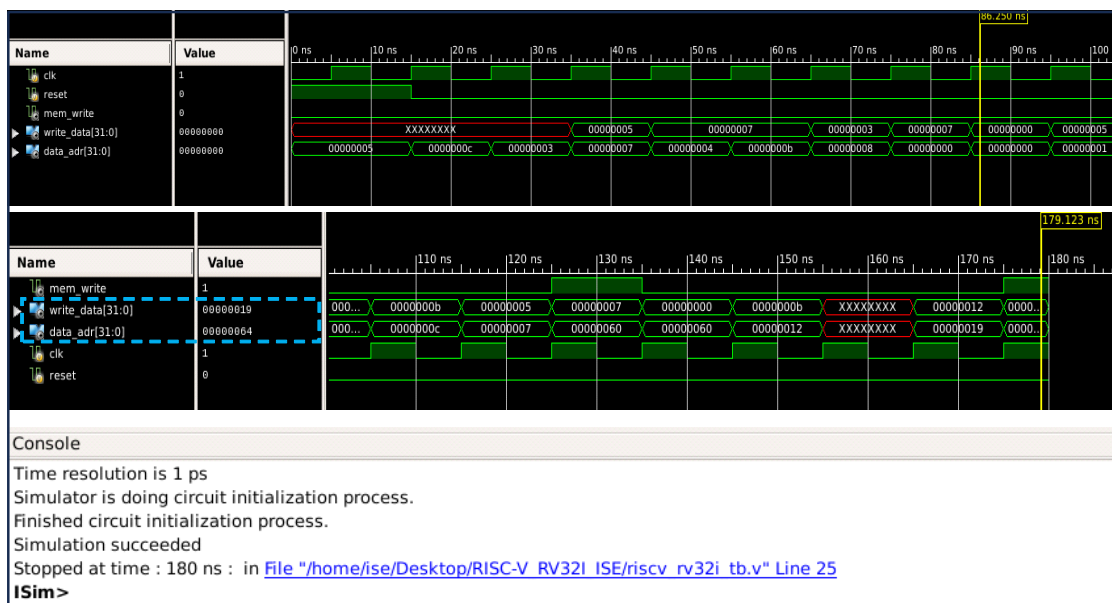 86.250 ns
Name Value 0 ns 10 ns 20 ns 30 ns 40 ns 50 ns 60 ns 70 ns 80 ns 90 ns 100
clk 1
reset 0
mem_write 0
write_data[31:0] 00000000 XXXXXXXX 00000005 00000007 00000003 00000007 00000000 00000005
data_adr[31:0] 00000000 00000005 0000000c 00000003 00000007 00000004 0000000b 00000008 00000000 00000000 00000001
179.123 ns
Name Value 110 ns 120 ns 130 ns 140 ns 150 ns 160 ns 170 ns 180 ns
mem_write 1
write_data[31:0] 00000019 000... 0000000b 00000005 00000007 00000000 0000000b XXXXXXXX 00000012 0000...
data_adr[31:0] 00000064 000... 0000000c 00000007 00000060 00000060 00000012 XXXXXXXX 00000019 0000...
clk 1
reset 0
Console
Time resolution is 1 ps
Simulator is doing circuit initialization process.
Finished circuit initialization process.
Simulation succeeded
Stopped at time : 180 ns : in File "/home/ise/Desktop/RISC-V_RV32I_ISE/riscv_rv32i_tb.v" Line 25
ISim>